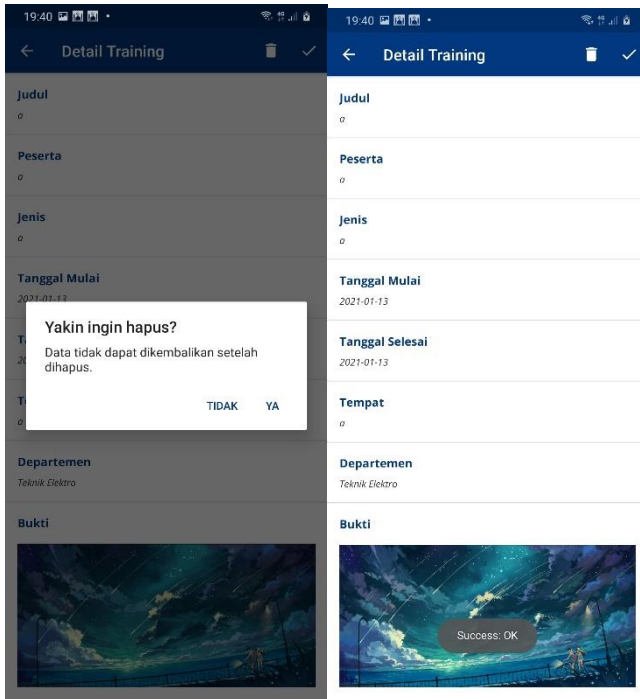 19:40
Detail Training
Judul
a
Peserta
a
Jenis
a
Tanggal Mulai
2021-01-13
Yakin ingin hapus?
Data tidak dapat dikembalikan setelah
dihapus.
TIDAK YA
a
Departemen
Teknik Elektro
Bukti
19:40
Detail Training
Judul
a
Peserta
a
Jenis
a
Tanggal Mulai
2021-01-13
Tanggal Selesai
2021-01-13
Tempat
a
Departemen
Teknik Elektro
Bukti
Success: OK